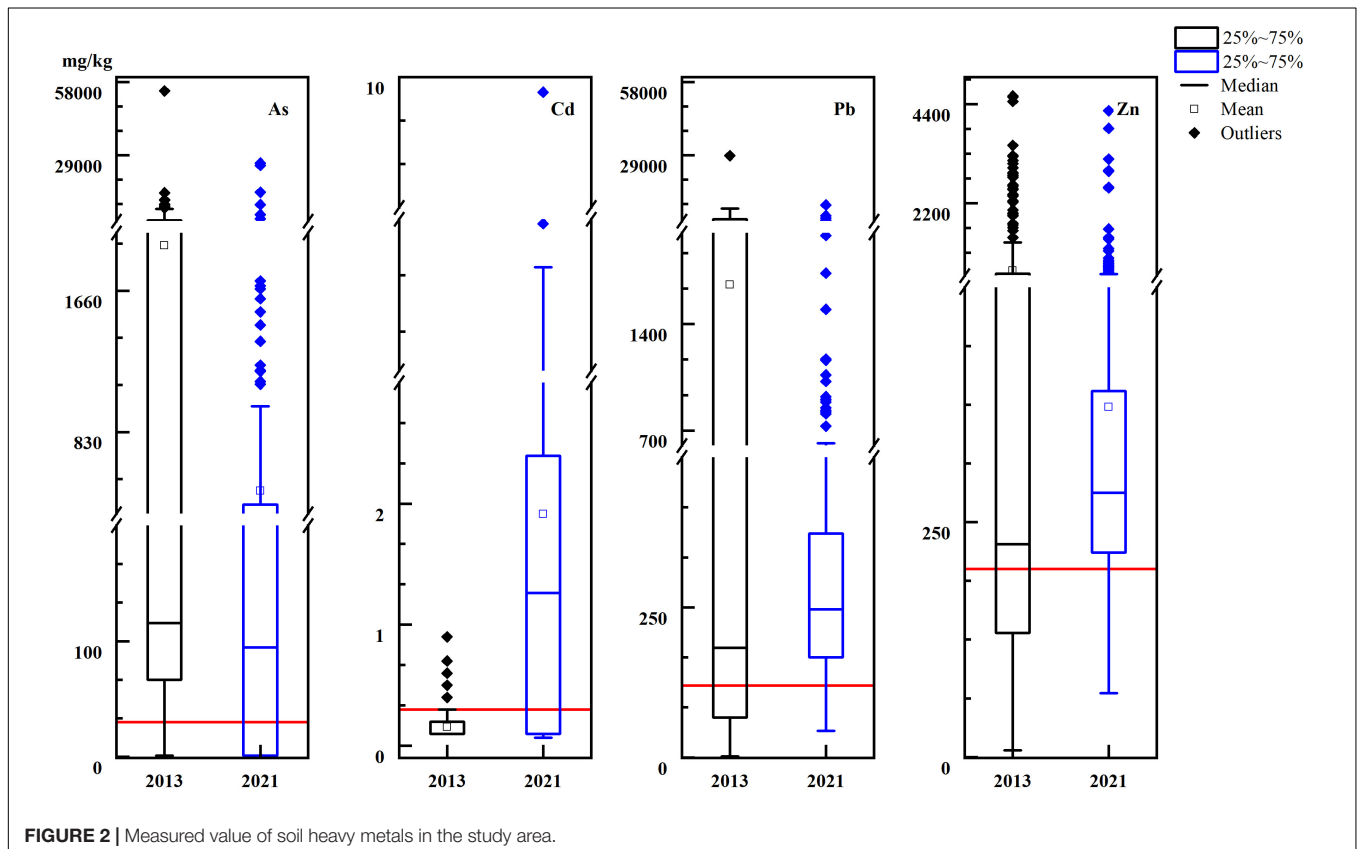 mg/kg
25%~75%
25%~75%
Median
Mean
Outliers
As
Cd
Pb
Zn
58000
29000
1660
830
100
0
10
2
1
0
58000
29000
1400
700
250
0
4400
2200
250
0
2013 2021
2013 2021
2013 2021
2013 2021
FIGURE 2 | Measured value of soil heavy metals in the study area.